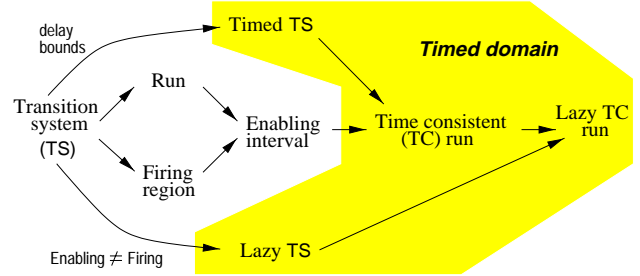 delay
bounds
Timed TS
Timed domain
Run
Transition
system
(TS)
Enabling
interval
Time consistent
(TC) run
Lazy TC
run
Firing
region
Lazy TS
Enabling ≠ Firing